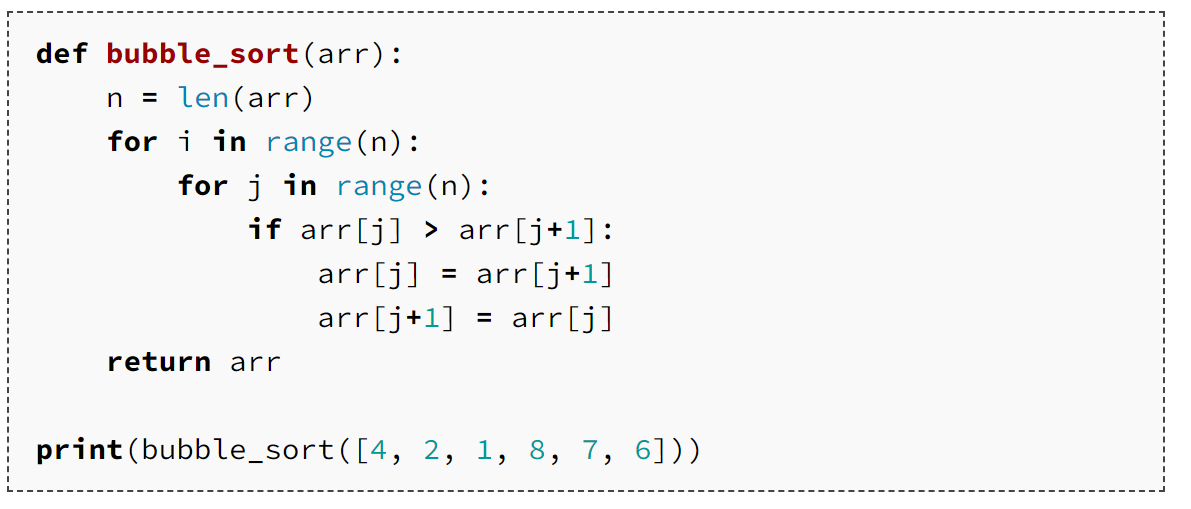 def bubble_sort(arr):
    n = len(arr)
    for i in range(n):
        for j in range(n):
            if arr[j] > arr[j+1]:
                arr[j] = arr[j+1]
                arr[j+1] = arr[j]
    return arr

print(bubble_sort([4, 2, 1, 8, 7, 6]))